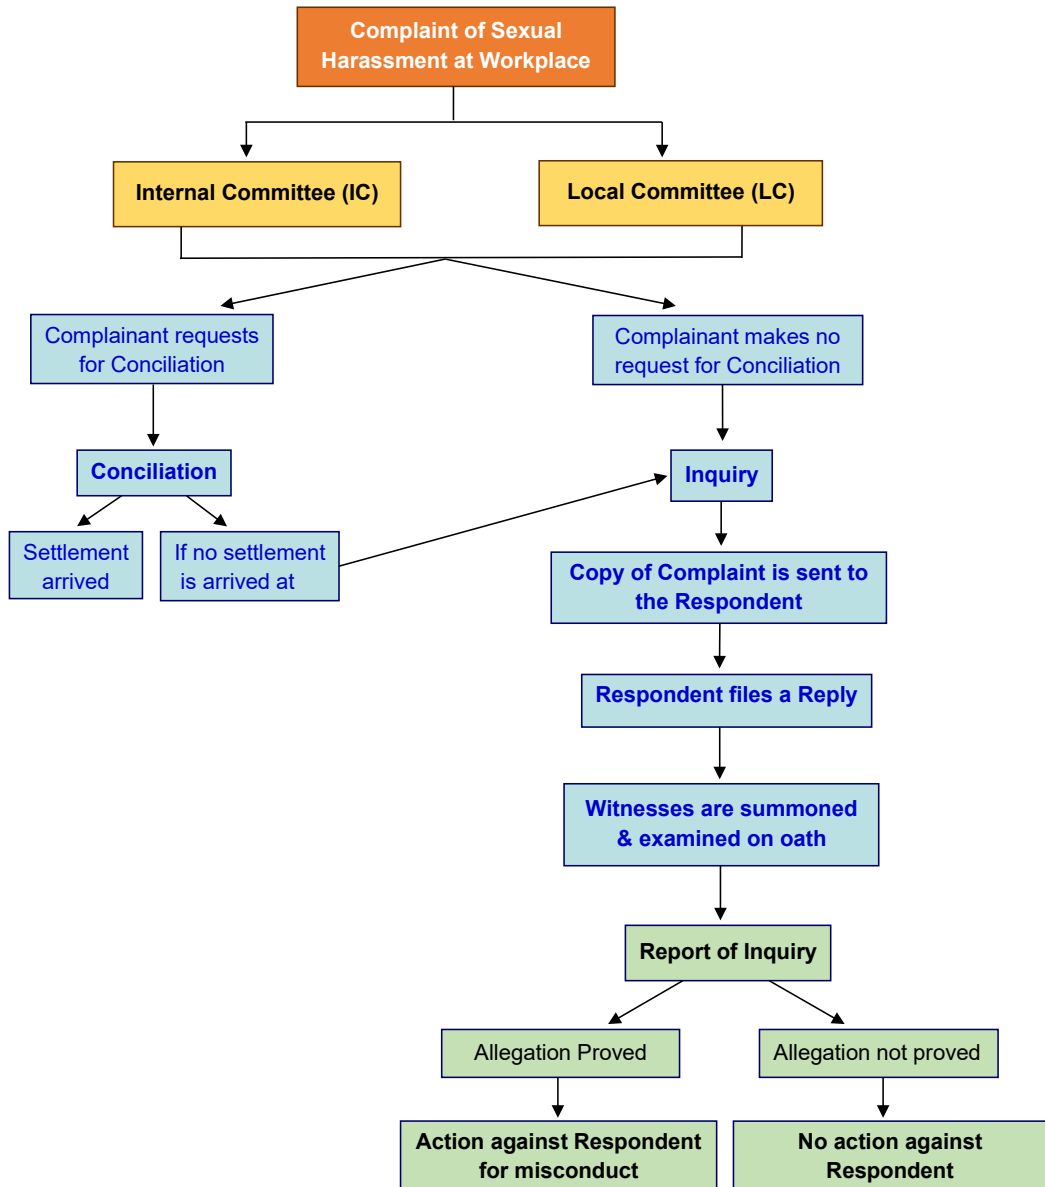 Complaint of Sexual
Harassment at Workplace
Internal Committee (IC)
Local Committee (LC)
Complainant requests
for Conciliation
Complainant makes no
request for Conciliation
Conciliation
Inquiry
Settlement
arrived
If no settlement
is arrived at
Copy of Complaint is sent to
the Respondent
Respondent files a Reply
Witnesses are summoned
& examined on oath
Report of Inquiry
Allegation Proved
Allegation not proved
Action against Respondent
for misconduct
No action against
Respondent